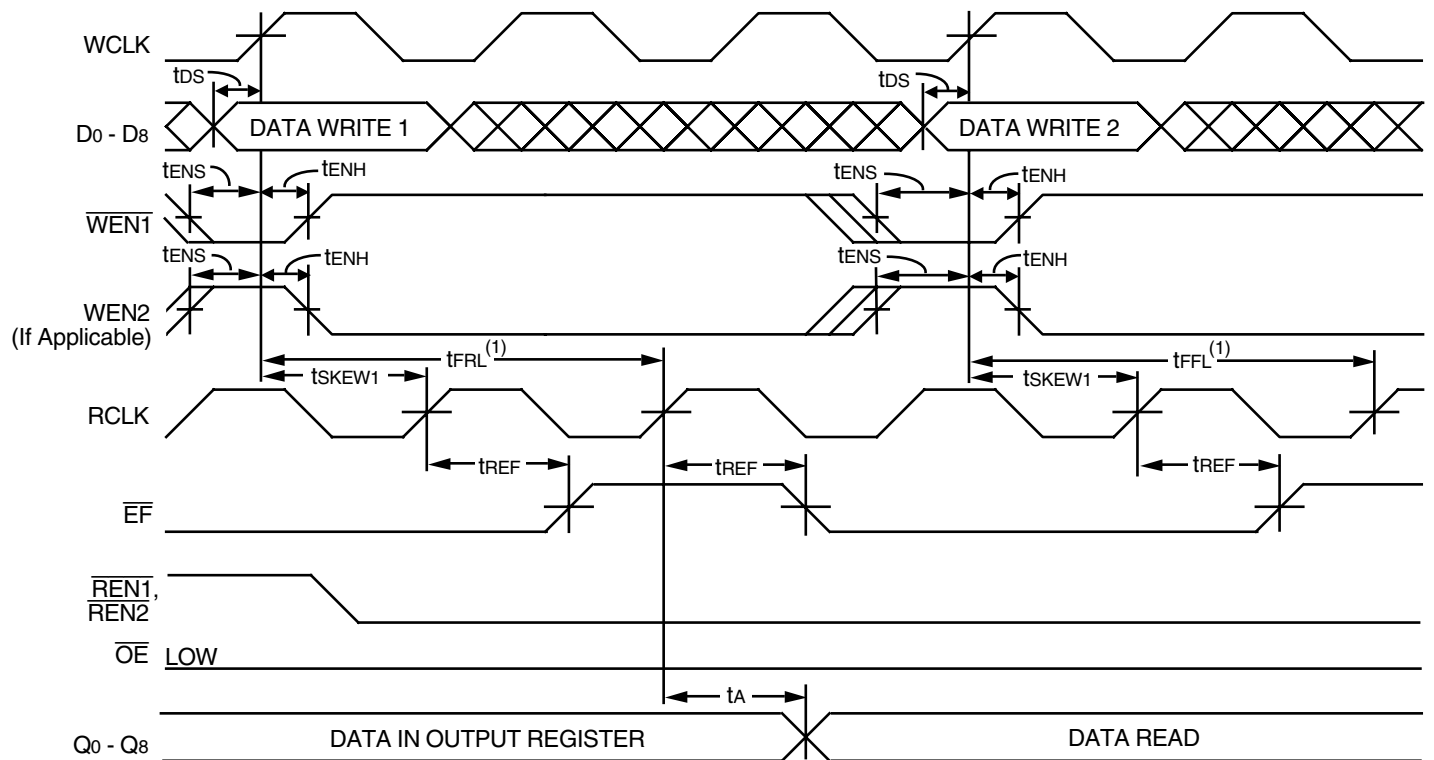 WCLK
tDS tDS
D0 - D8 DATA WRITE 1 DATA WRITE 2
tENS tENH tENS tENH
WEN1
tENS tENH tENS tENH
WEN2
(If Applicable)
tFRL(1) tFFL(1)
tSKEW1 tSKEW1
RCLK
tREF tREF tREF
EF
REN1,
REN2
OE LOW
tA
Q0 - Q8 DATA IN OUTPUT REGISTER DATA READ